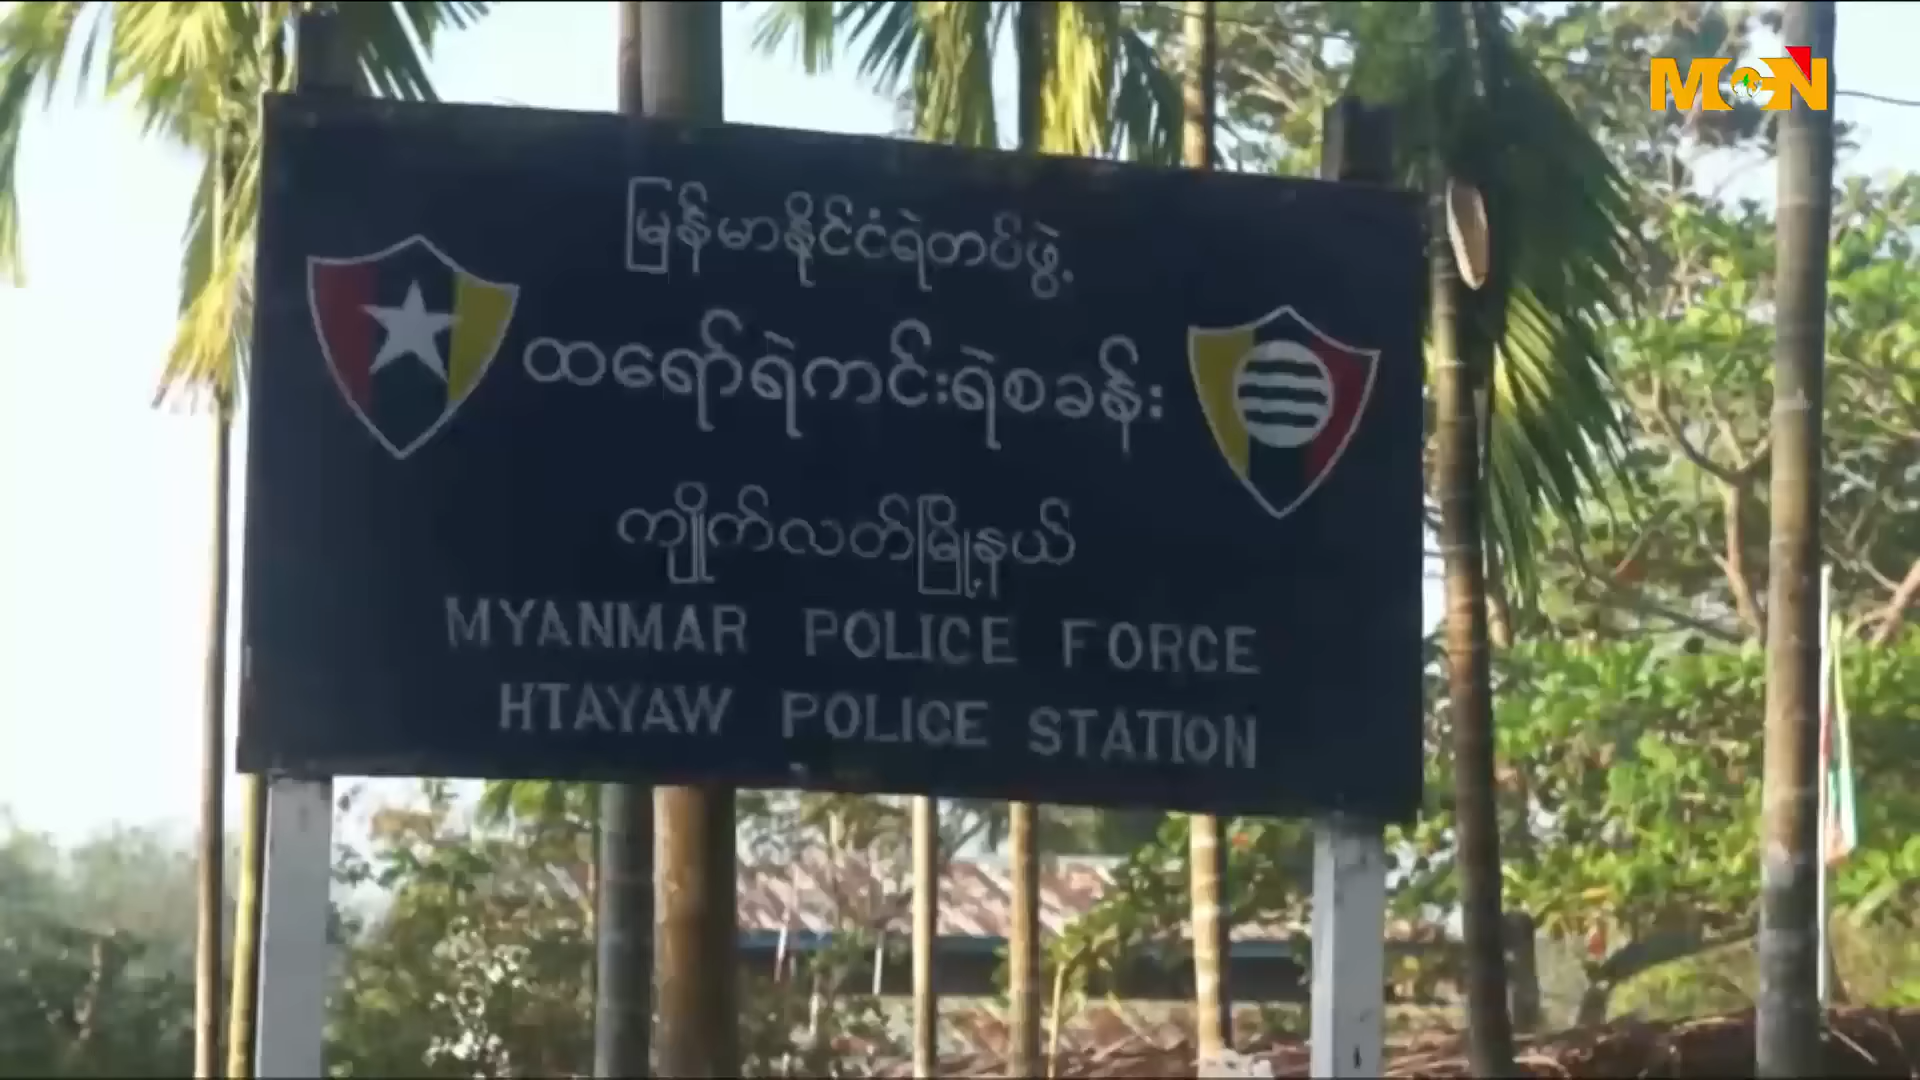 MCN
မြန်မာနိုင်ငံရဲတပ်ဖွဲ့
ထရော်ရဲကင်းရဲစခန်း
ကျိုက်လတ်မြို့နယ်
MYANMAR POLICE FORCE
HTAYAW POLICE STATION